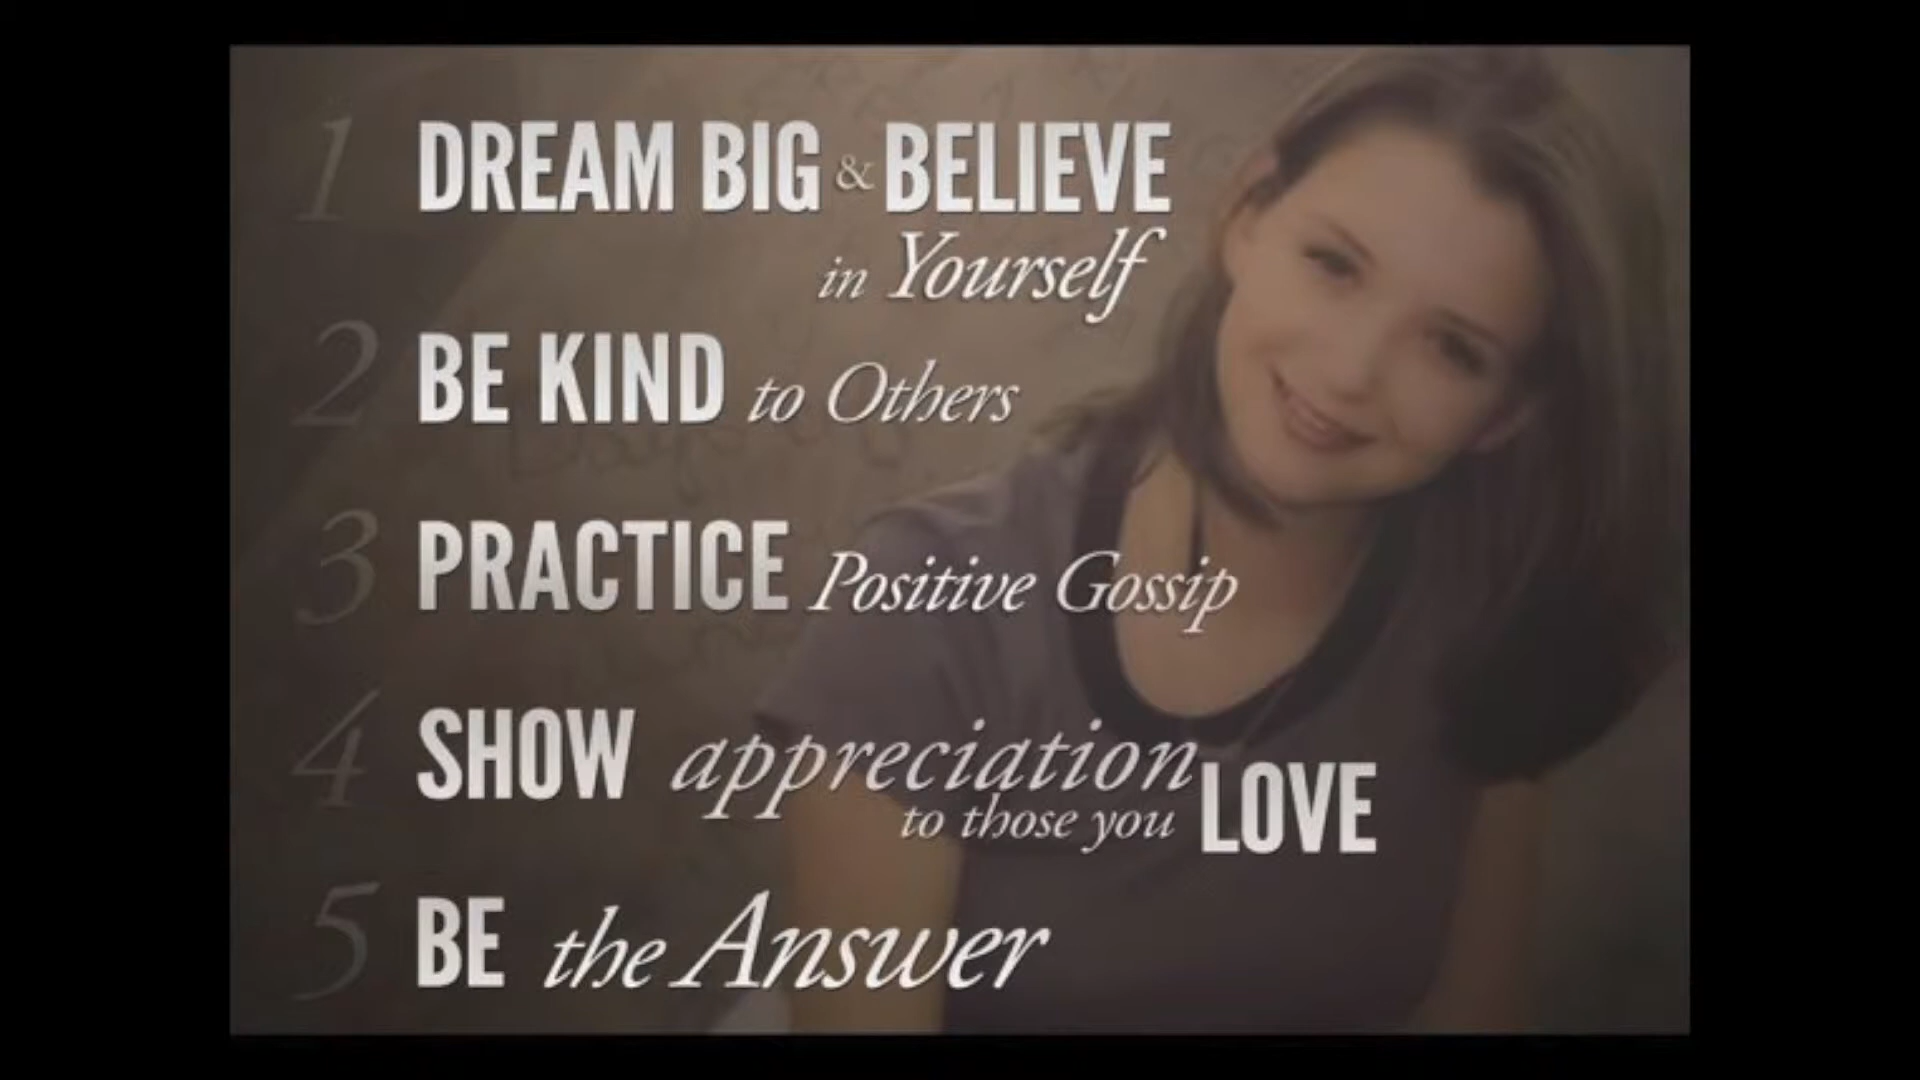 1 DREAM BIG & BELIEVE
in Yourself
2 BE KIND to Others
3 PRACTICE Positive Gossip
4 SHOW appreciation
to those you LOVE
5 BE the Answer